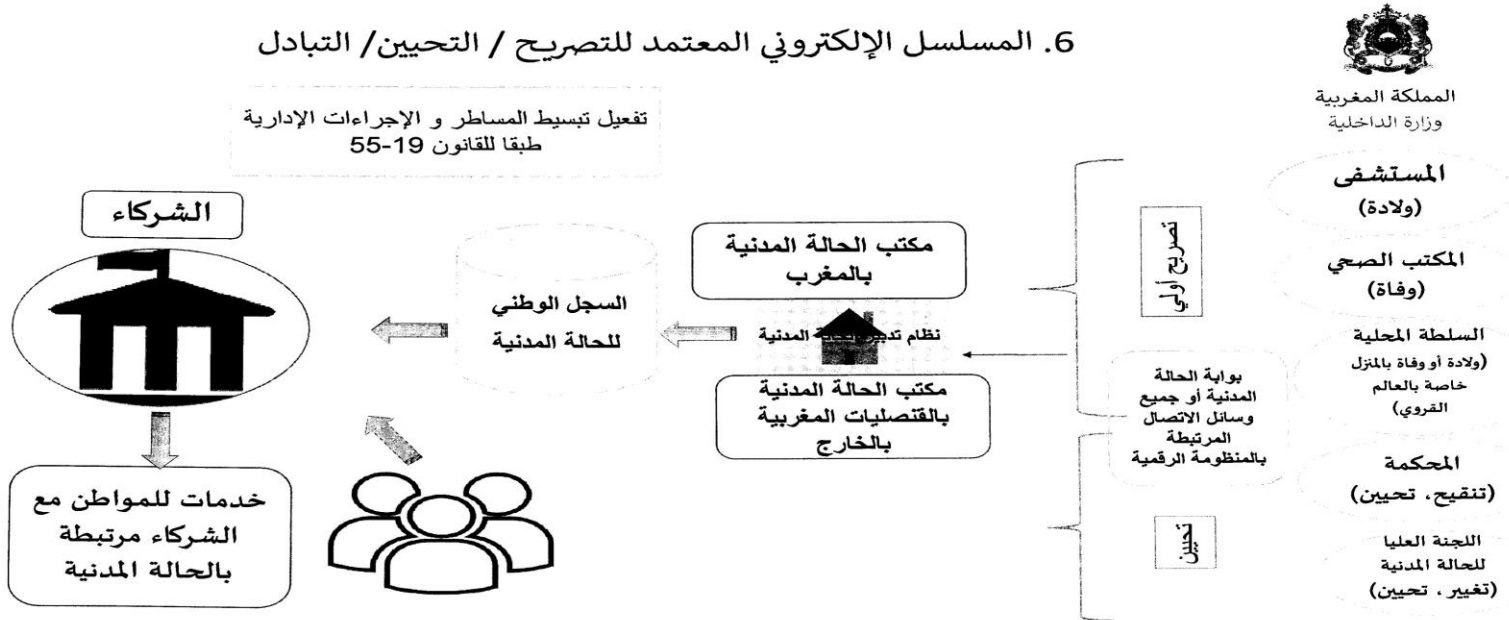 6. المسلسل الإلكتروني المعتمد للتصريح / التحيين/ التبادل
المملكة المغربية
وزارة الداخلية
تفعيل تبسيط المساطر و الإجراءات الإدارية
طبقا للقانون 19-55
المستشفى
(ولادة)
المكتب الصحي
(وفاة)
السلطة المحلية
(ولادة أو وفاة بالمنزل
خاصة بالعالم
القروي)
المحكمة
(تنقيح، تحيين)
اللجنة العليا
للحالة المدنية
(تغيير، تحيين)
تصريح أولي
بوابة الحالة
المدنية أو جميع
وسائل الاتصال
المرتبطة
بالمنظومة الرقمية
تحيين
مكتب الحالة المدنية
بالمغرب
نظام تدبير الحالة المدنية
مكتب الحالة المدنية
بالقنصليات المغربية
بالخارج
السجل الوطني
للحالة المدنية
الشركاء
خدمات للمواطن مع
الشركاء مرتبطة
بالحالة المدنية